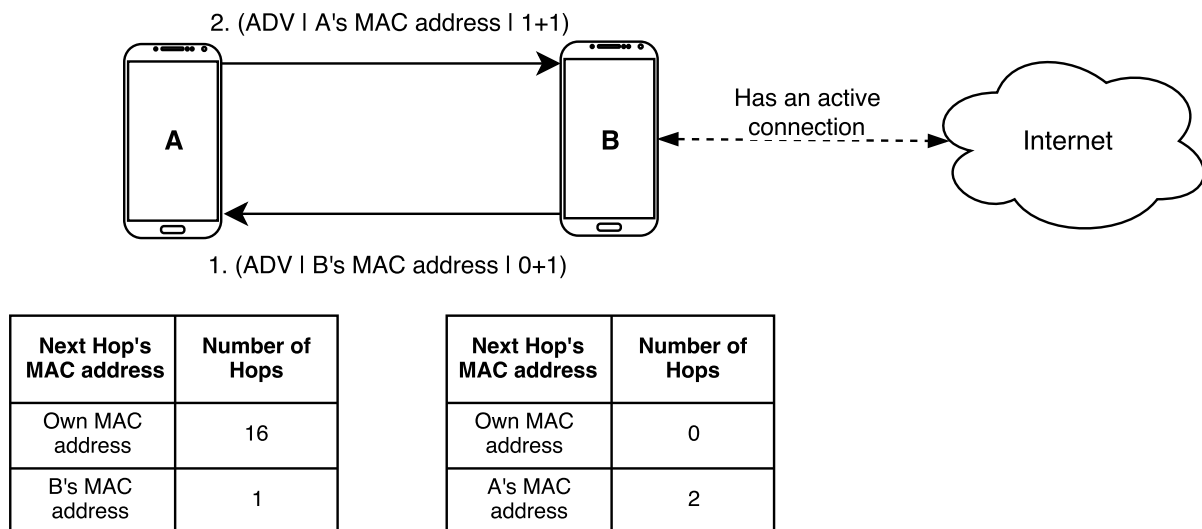 2. (ADV | A's MAC address | 1+1)
A
B
Has an active
connection
Internet
1. (ADV | B's MAC address | 0+1)
Next Hop's
MAC address
Number of
Hops
Own MAC
address
16
B's MAC
address
1
Next Hop's
MAC address
Number of
Hops
Own MAC
address
0
A's MAC
address
2